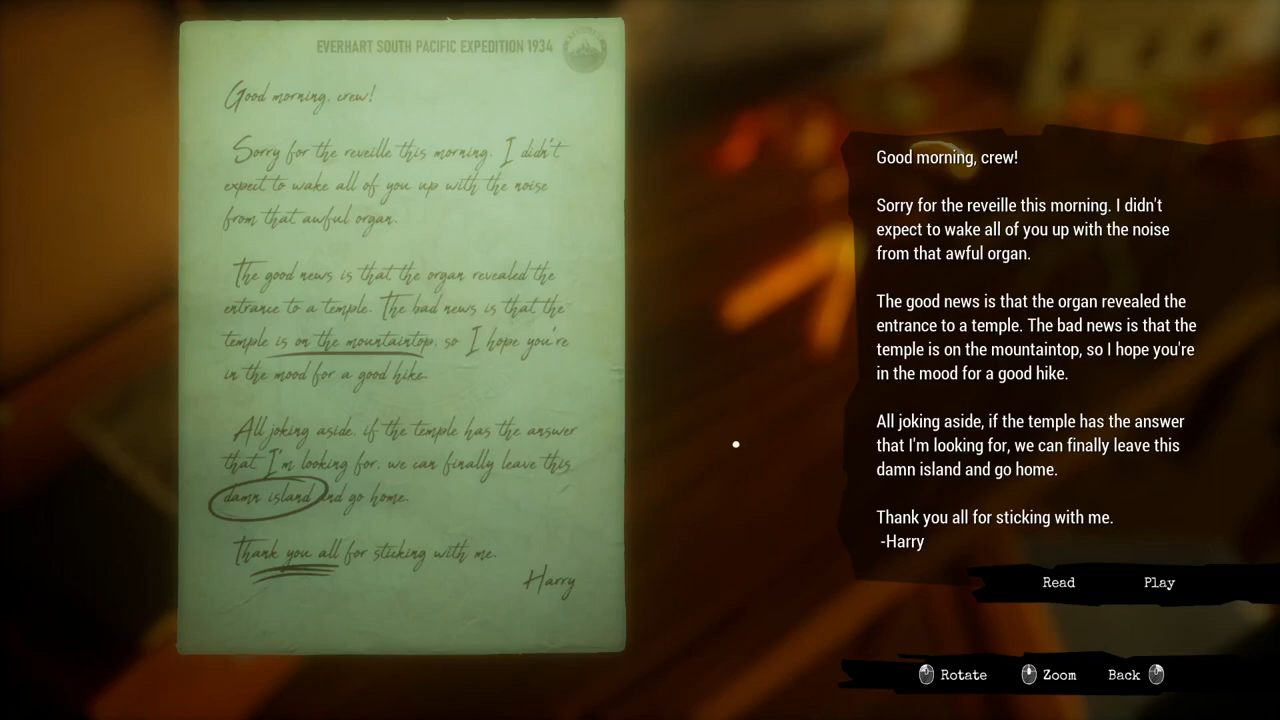 EVERHART SOUTH PACIFIC EXPEDITION 1934
Good morning, crew!
Sorry for the reveille this morning. I didn't
expect to wake all of you up with the noise
from that awful organ.
The good news is that the organ revealed the
entrance to a temple. The bad news is that the
temple is on the mountaintop, so I hope you're
in the mood for a good hike.
All joking aside, if the temple has the answer
that I'm looking for, we can finally leave this
damn island and go home.
Thank you all for sticking with me.
Harry
Good morning, crew!
Sorry for the reveille this morning. I didn't
expect to wake all of you up with the noise
from that awful organ.
The good news is that the organ revealed the
entrance to a temple. The bad news is that the
temple is on the mountaintop, so I hope you're
in the mood for a good hike.
All joking aside, if the temple has the answer
that I'm looking for, we can finally leave this
damn island and go home.
Thank you all for sticking with me.
-Harry
Read Play
Rotate Zoom Back